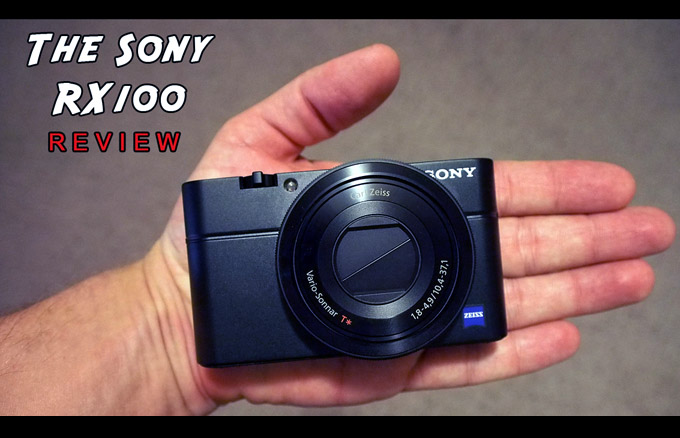 The Sony
RX100
REVIEW
SONY
Carl Zeiss
Vario-Sonnar T*
1,8-4,9/10,4-37,1
ZEISS